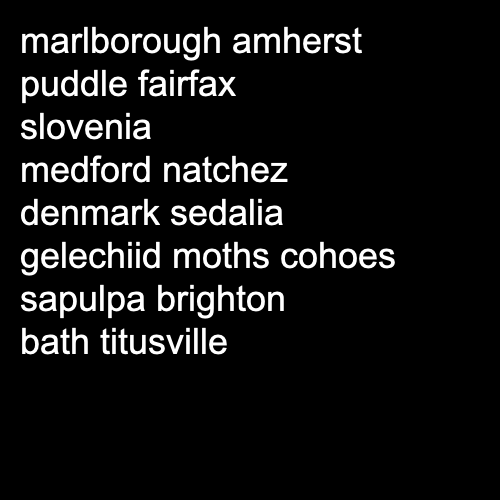 marlborough amherst
puddle fairfax
slovenia
medford natchez
denmark sedalia
gelechiid moths cohoes
sapulpa brighton
bath titusville